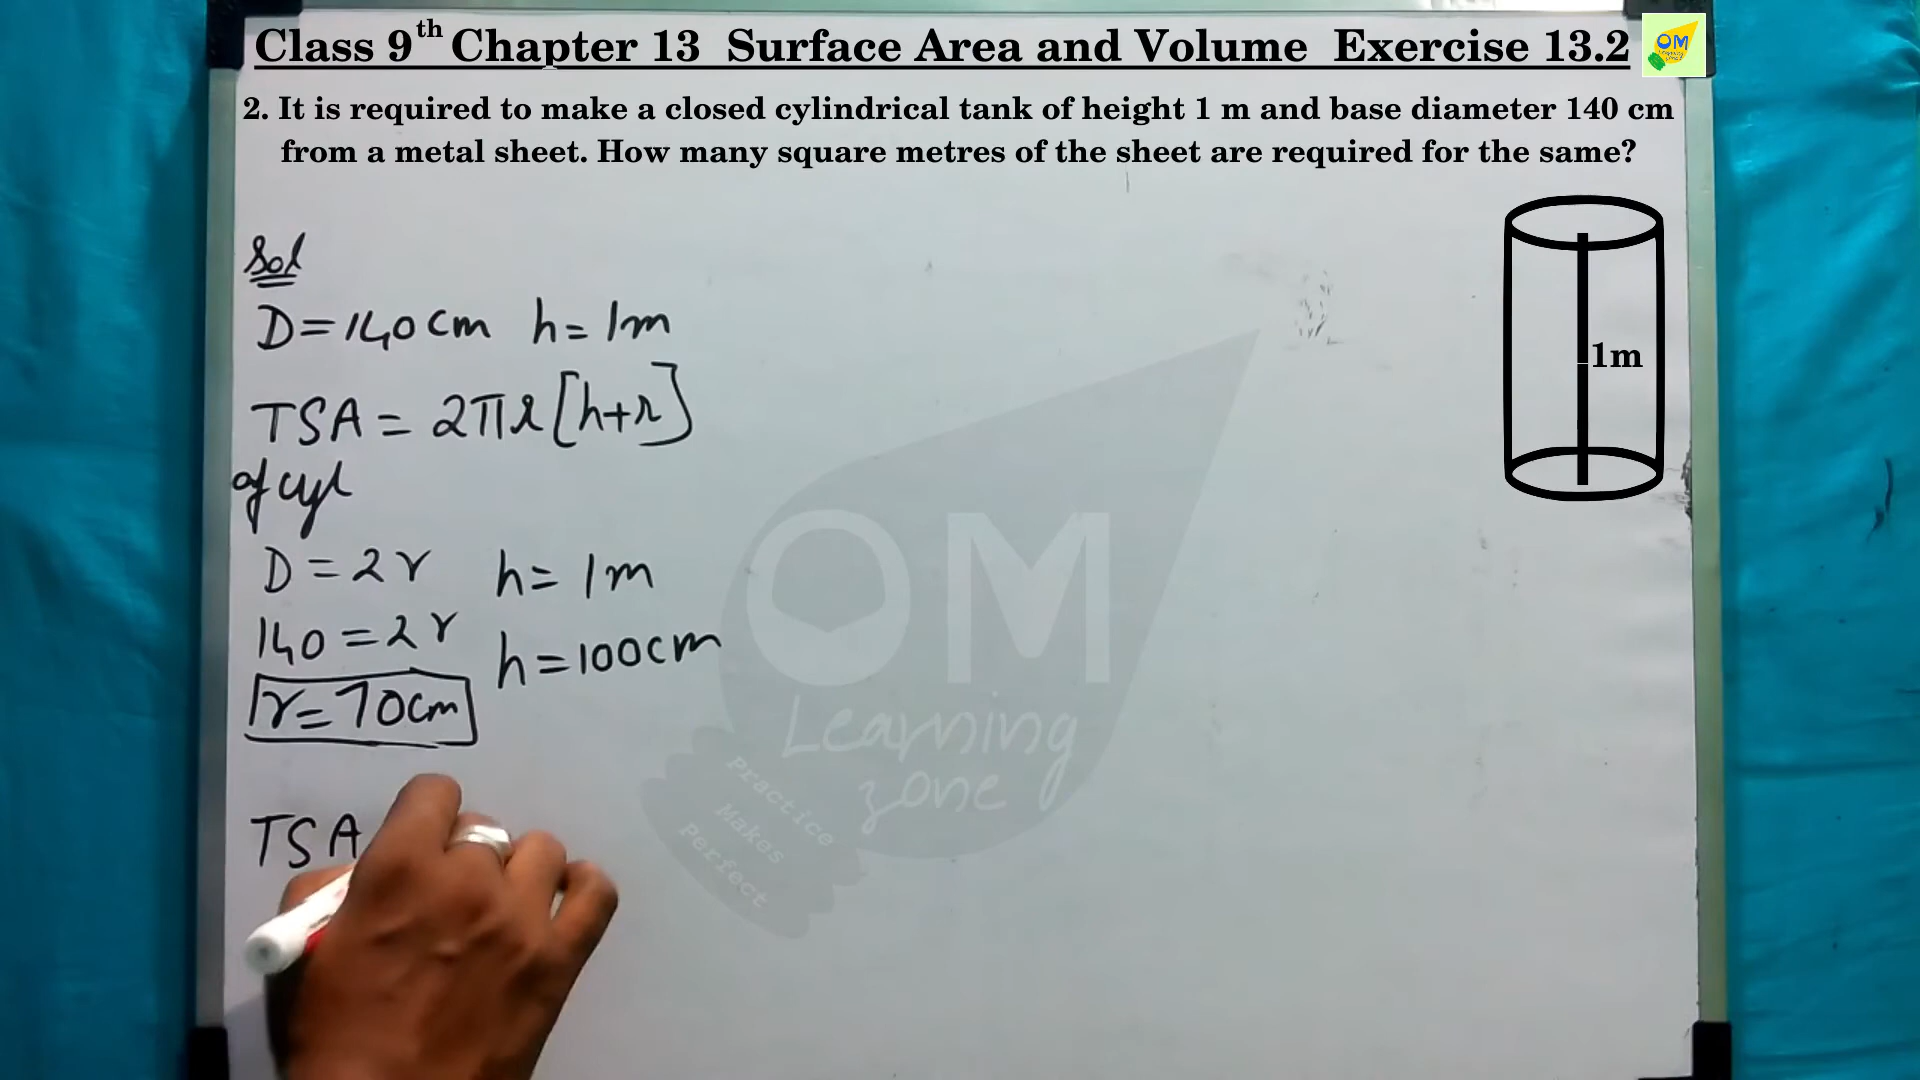 Class 9th Chapter 13 Surface Area and Volume Exercise 13.2
OM
2. It is required to make a closed cylindrical tank of height 1 m and base diameter 140 cm
from a metal sheet. How many square metres of the sheet are required for the same?
Sol
D=140cm h=1m
TSA = 2πr[h+r]
of cyl
D=2r h=1m
140=2r h=100cm
r=70cm
TSA
1m
OM
Learning
zone
Practice
Makes
Perfect